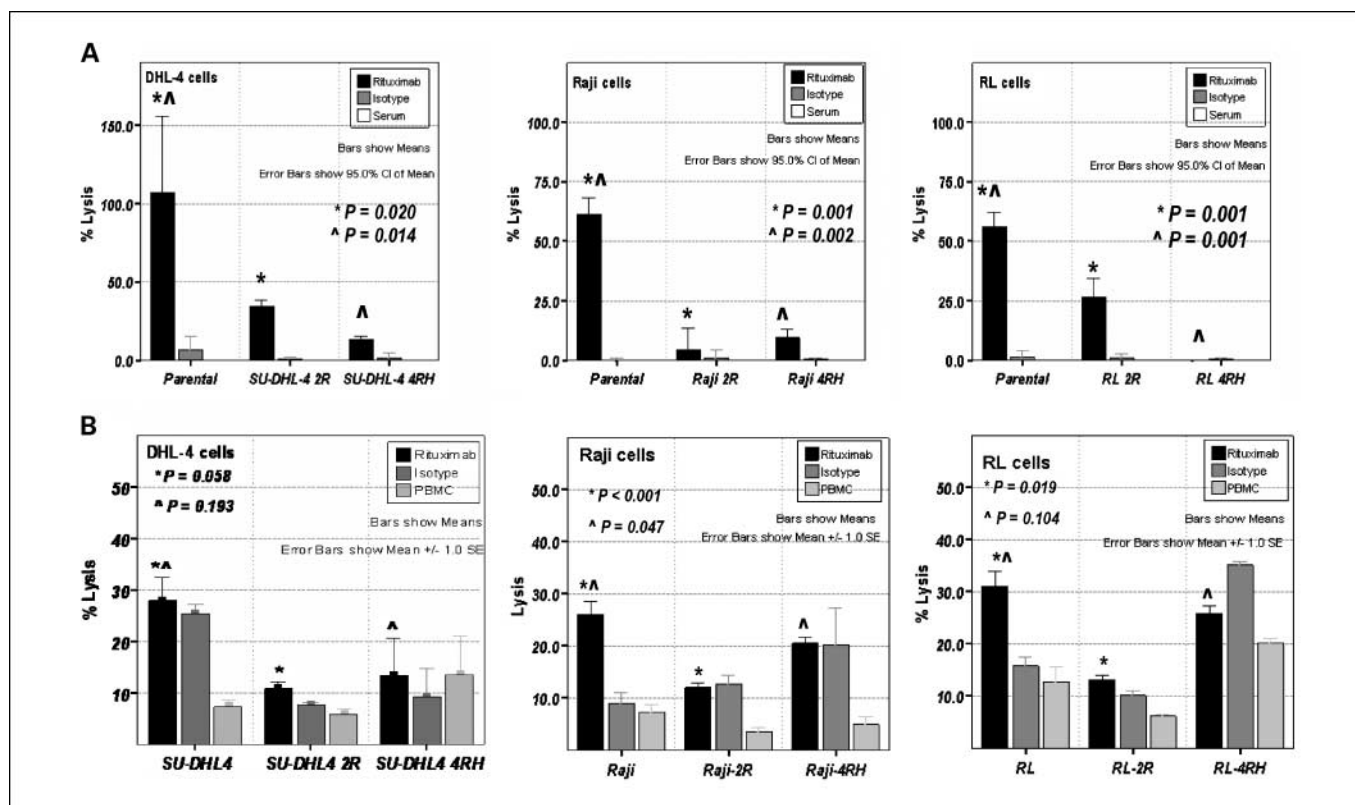 A
DHL-4 cells
Rituximab
Isotype
Serum
*^
Bars show Means
Error Bars show 95.0% CI of Mean
* P = 0.020
^ P = 0.014
*
^
% Lysis
150.0
100.0
50.0
0.0
Parental
SU-DHL-4 2R
SU-DHL-4 4RH
Raji cells
Rituximab
Isotype
Serum
Bars show Means
Error Bars show 95.0% CI of Mean
*^
* P = 0.001
^ P = 0.002
*
^
% Lysis
100.0
75.0
50.0
25.0
0.0
Parental
Raji 2R
Raji 4RH
RL cells
Rituximab
Isotype
Serum
Bars show Means
Error Bars show 95.0% CI of Mean
*^
* P = 0.001
^ P = 0.001
*
^
% Lysis
100.0
75.0
50.0
25.0
0.0
Parental
RL 2R
RL 4RH
B
DHL-4 cells
* P = 0.058
^ P = 0.193
Rituximab
Isotype
PBMC
Bars show Means
Error Bars show Mean +/- 1.0 SE
*^
*
^
% Lysis
50
40
30
20
10
SU-DHL4
SU-DHL4 2R
SU-DHL4 4RH
Raji cells
Rituximab
Isotype
PBMC
* P < 0.001
^ P = 0.047
Bars show Means
Error Bars show Mean +/- 1.0 SE
*^
*
^
Lysis
50.0
40.0
30.0
20.0
10.0
Raji
Raji-2R
Raji-4RH
RL cells
* P = 0.019
^ P = 0.104
Rituximab
Isotype
PBMC
Bars show Means
Error Bars show Mean +/- 1.0 SE
*^
*
^
% Lysis
50.0
40.0
30.0
20.0
10.0
RL
RL-2R
RL-4RH